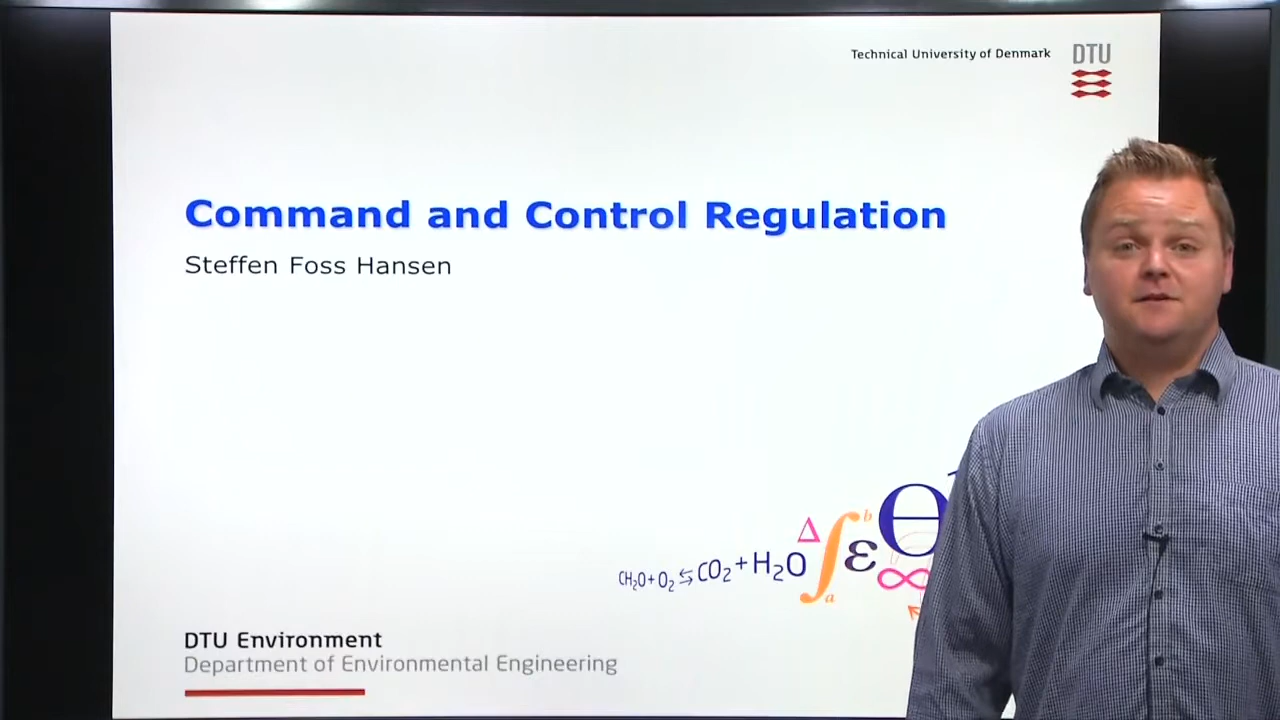 Technical University of Denmark
DTU
Command and Control Regulation
Steffen Foss Hansen
CH₂O+O₂⇆CO₂+H₂O Δ ∫ b a ε Θ ∞
DTU Environment
Department of Environmental Engineering